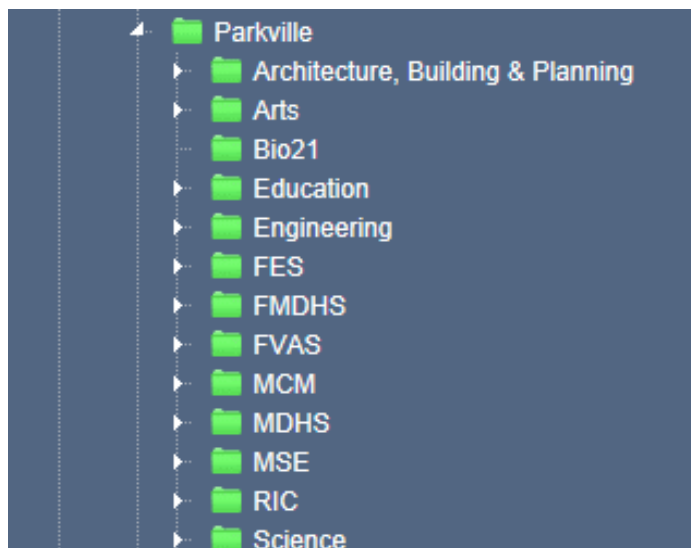 Parkville
Architecture, Building & Planning
Arts
Bio21
Education
Engineering
FES
FMDHS
FVAS
MCM
MDHS
MSE
RIC
Science